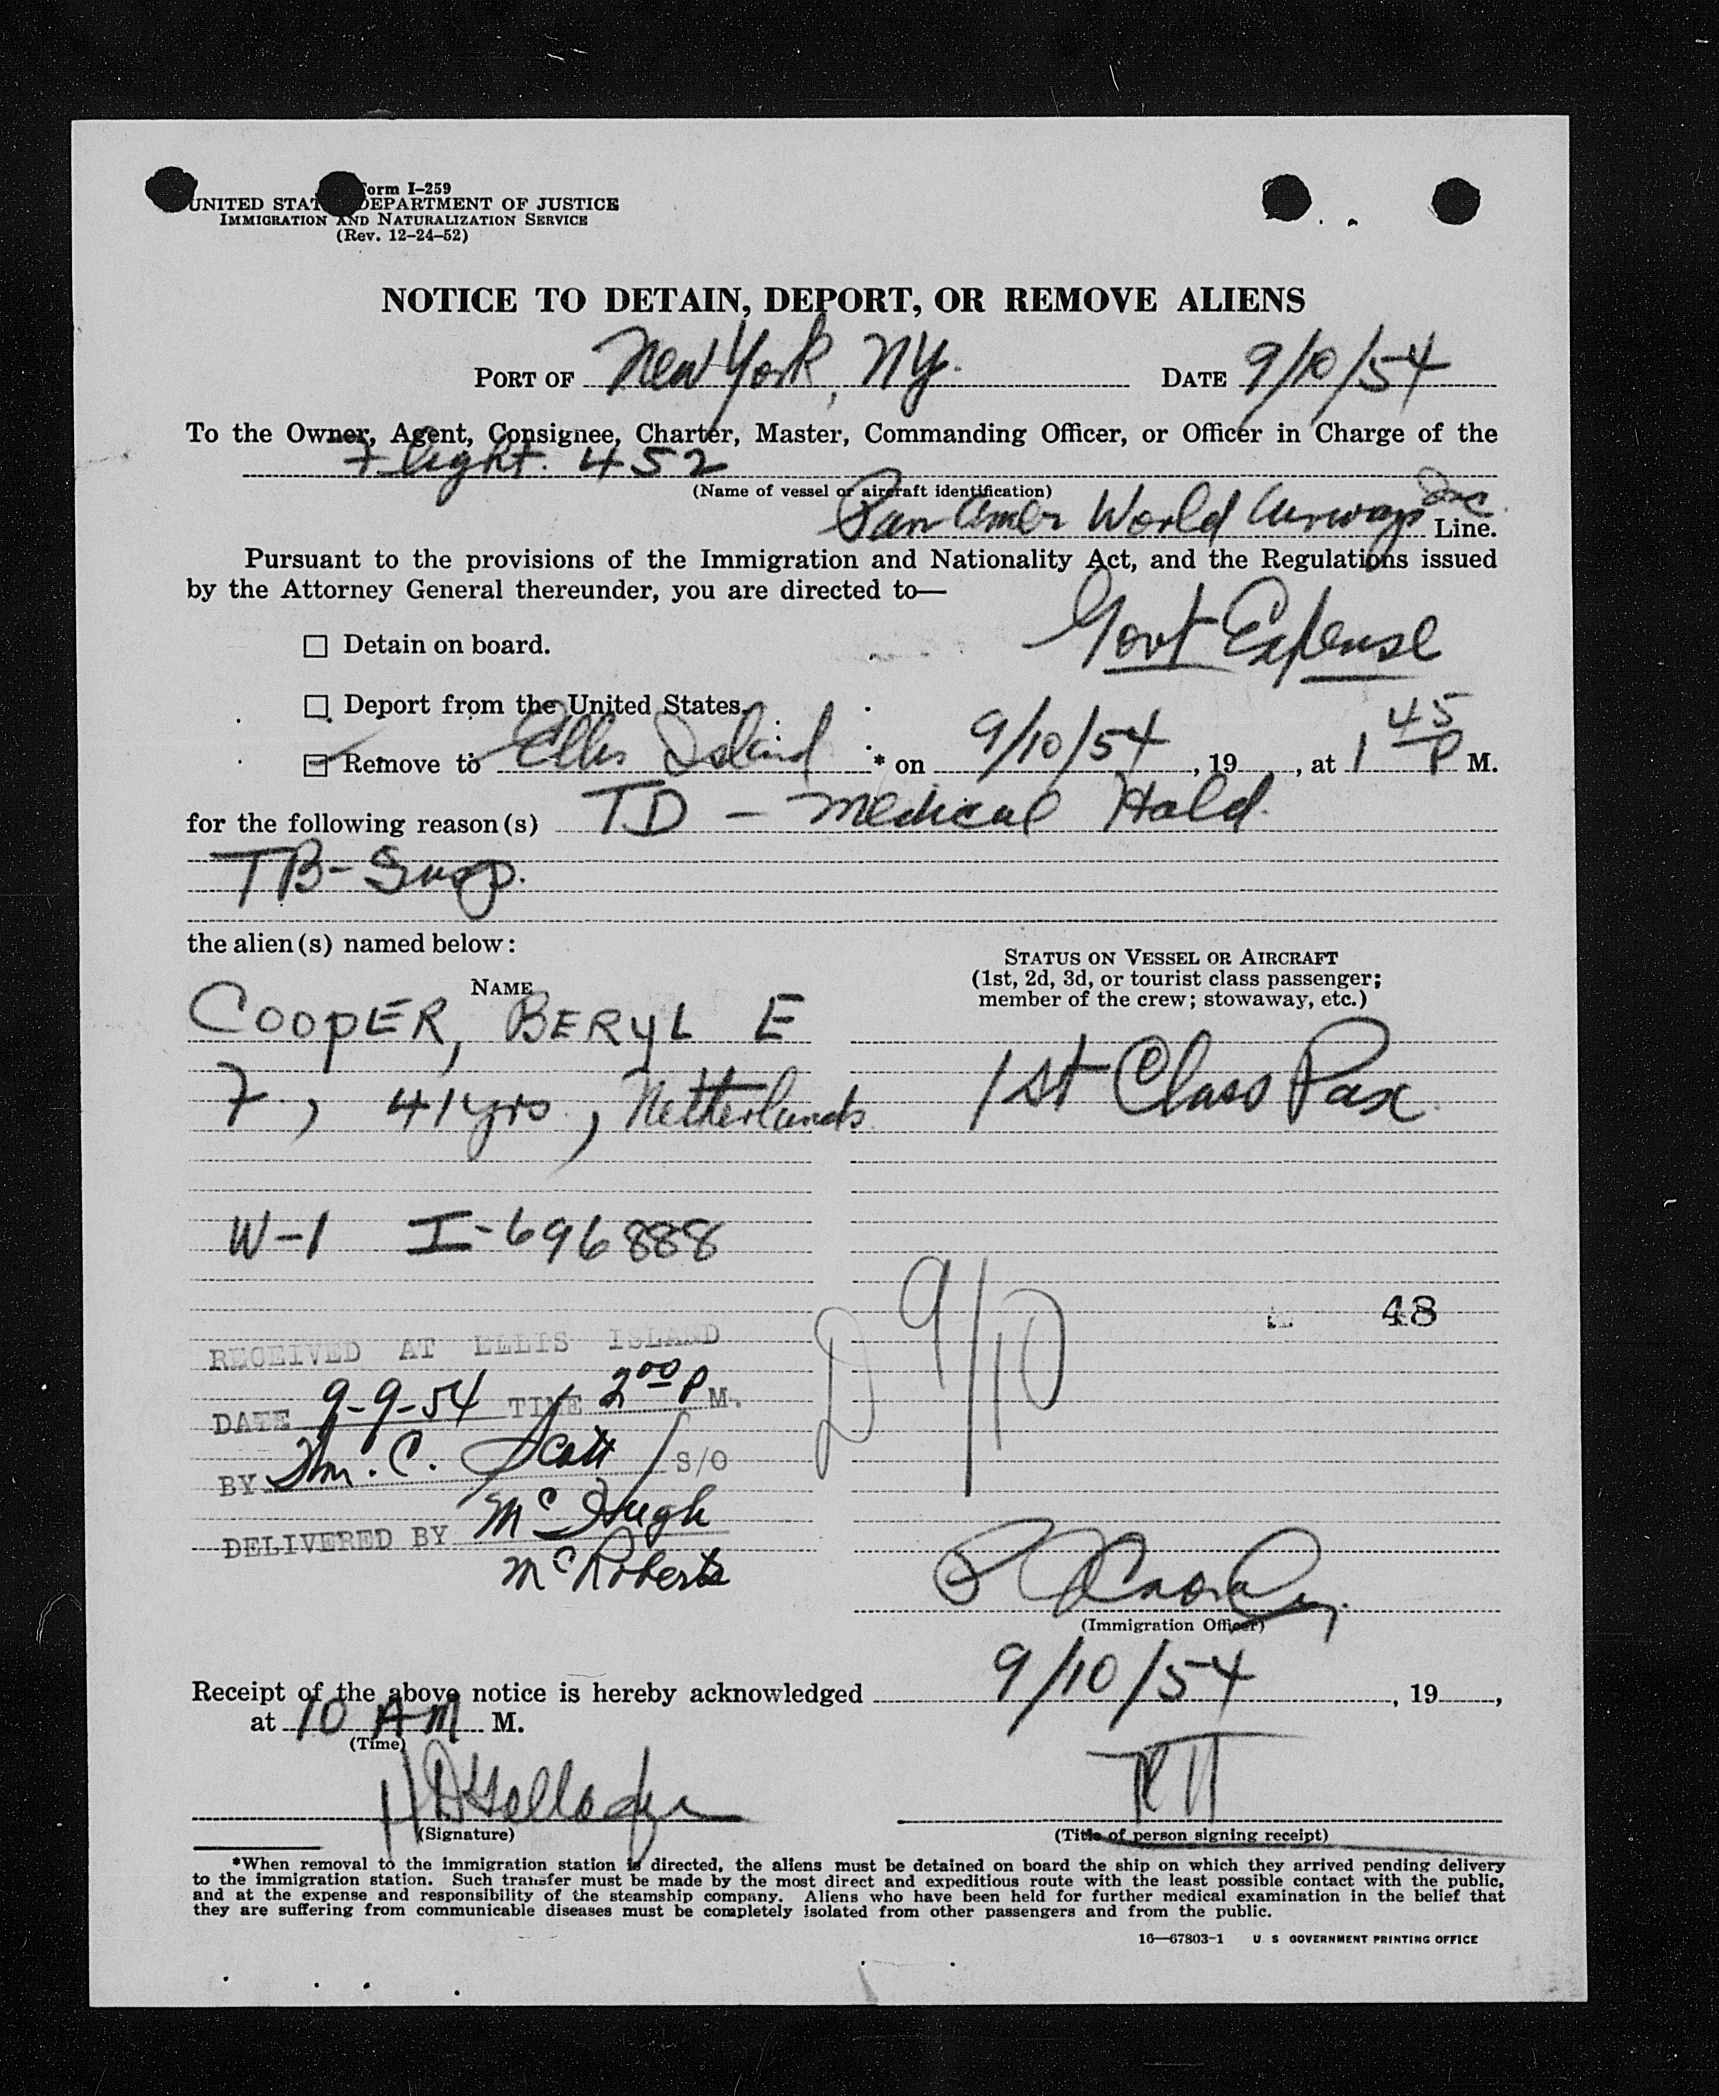 Form I-259
UNITED STATES DEPARTMENT OF JUSTICE
IMMIGRATION AND NATURALIZATION SERVICE
(Rev. 12-24-52)
NOTICE TO DETAIN, DEPORT, OR REMOVE ALIENS
PORT OF New York, NY. DATE 9/10/54
To the Owner, Agent, Consignee, Charter, Master, Commanding Officer, or Officer in Charge of the
Flight 452
(Name of vessel or aircraft identification)
Pan Amer World Airways Inc. Line.
Pursuant to the provisions of the Immigration and Nationality Act, and the Regulations issued
by the Attorney General thereunder, you are directed to—
Govt Expense
☐ Detain on board.
☐ Deport from the United States.
☑ Remove to Ellis Island * on 9/10/54, 19, at 1 45 P M.
for the following reason(s) TD - Medical Hold.
TB-Susp.
the alien(s) named below:
STATUS ON VESSEL OR AIRCRAFT
(1st, 2d, 3d, or tourist class passenger;
member of the crew; stowaway, etc.)
NAME
COOPER, BERYL E
F, 41 yrs, Netherlands
1st Class Pax.
W-1 I-696888
48
D 9/10
RECEIVED AT ELLIS ISLAND
DATE 9-9-54 TIME 2 00 P M.
BY Wm. C. Scott / S/O
DELIVERED BY McHugh
McRoberts
(Immigration Officer)
Receipt of the above notice is hereby acknowledged 9/10/54, 19,
at 10 AM M.
(Time)
(Signature)
(Title of person signing receipt)
*When removal to the immigration station is directed, the aliens must be detained on board the ship on which they arrived pending delivery
to the immigration station. Such transfer must be made by the most direct and expeditious route with the least possible contact with the public,
and at the expense and responsibility of the steamship company. Aliens who have been held for further medical examination in the belief that
they are suffering from communicable diseases must be completely isolated from other passengers and from the public.
16—67803-1 U S GOVERNMENT PRINTING OFFICE